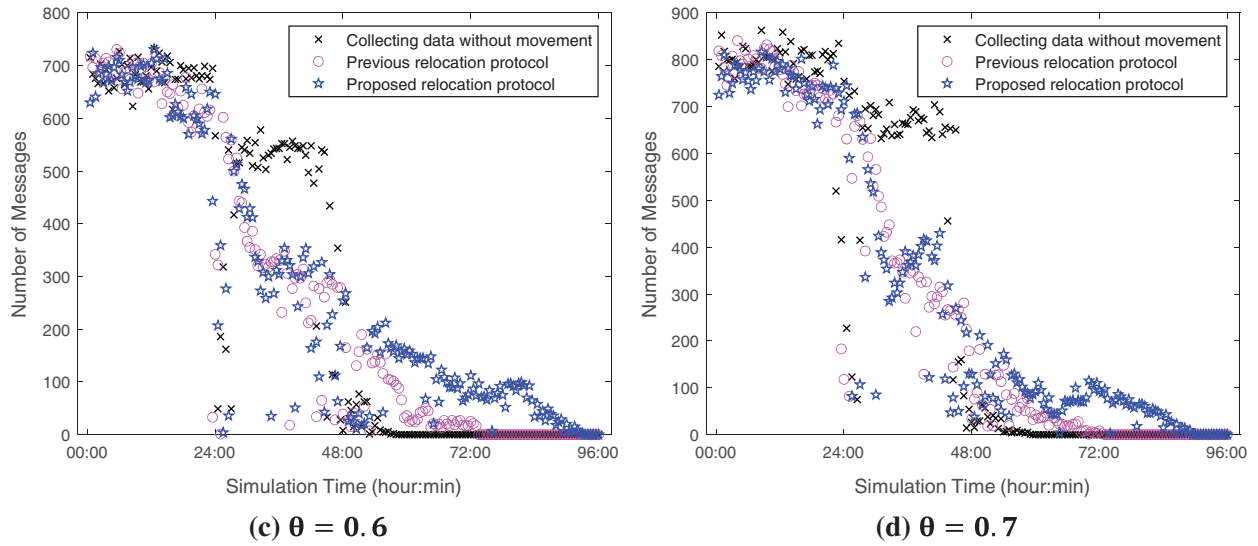 800
700
600
500
400
300
200
100
0
Number of Messages
Collecting data without movement
Previous relocation protocol
Proposed relocation protocol
00:00 24:00 48:00 72:00 96:00
Simulation Time (hour:min)
(c) θ = 0.6
900
800
700
600
500
400
300
200
100
0
Number of Messages
Collecting data without movement
Previous relocation protocol
Proposed relocation protocol
00:00 24:00 48:00 72:00 96:00
Simulation Time (hour:min)
(d) θ = 0.7